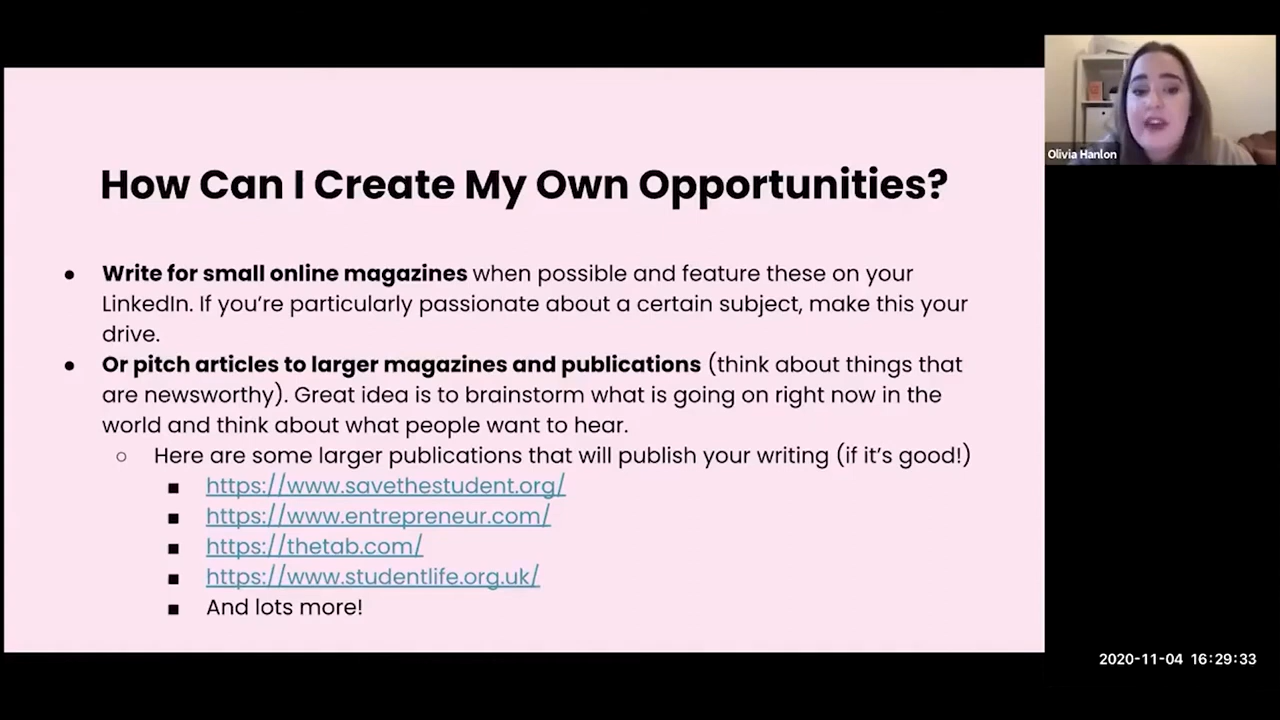 How Can I Create My Own Opportunities?
● Write for small online magazines when possible and feature these on your
LinkedIn. If you’re particularly passionate about a certain subject, make this your
drive.
● Or pitch articles to larger magazines and publications (think about things that
are newsworthy). Great idea is to brainstorm what is going on right now in the
world and think about what people want to hear.
○ Here are some larger publications that will publish your writing (if it’s good!)
■ https://www.savethestudent.org/
■ https://www.entrepreneur.com/
■ https://thetab.com/
■ https://www.studentlife.org.uk/
■ And lots more!
Olivia Hanlon
2020-11-04 16:29:33